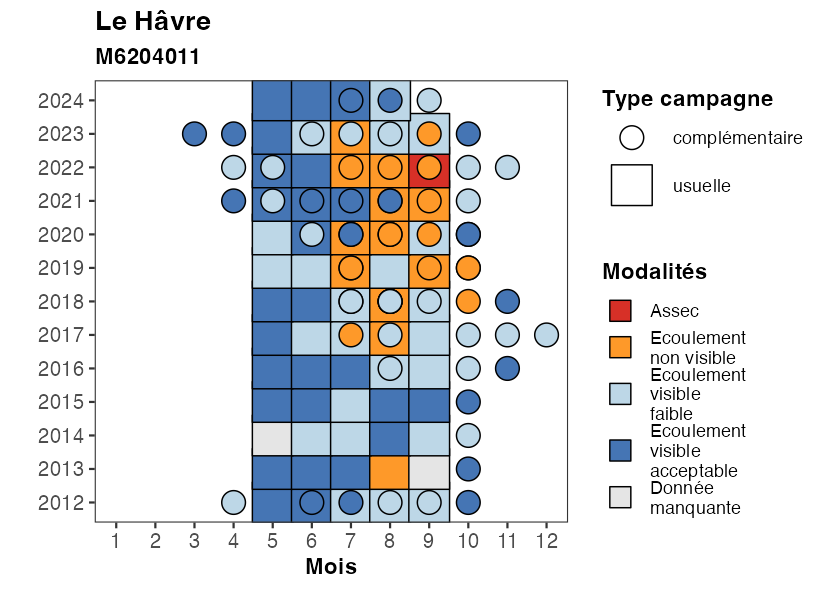 Le Hâvre
M6204011
2024
2023
2022
2021
2020
2019
2018
2017
2016
2015
2014
2013
2012
1 2 3 4 5 6 7 8 9 10 11 12
Mois
Type campagne
complémentaire
usuelle
Modalités
Assec
Ecoulement
non visible
Ecoulement
visible
faible
Ecoulement
visible
acceptable
Donnée
manquante